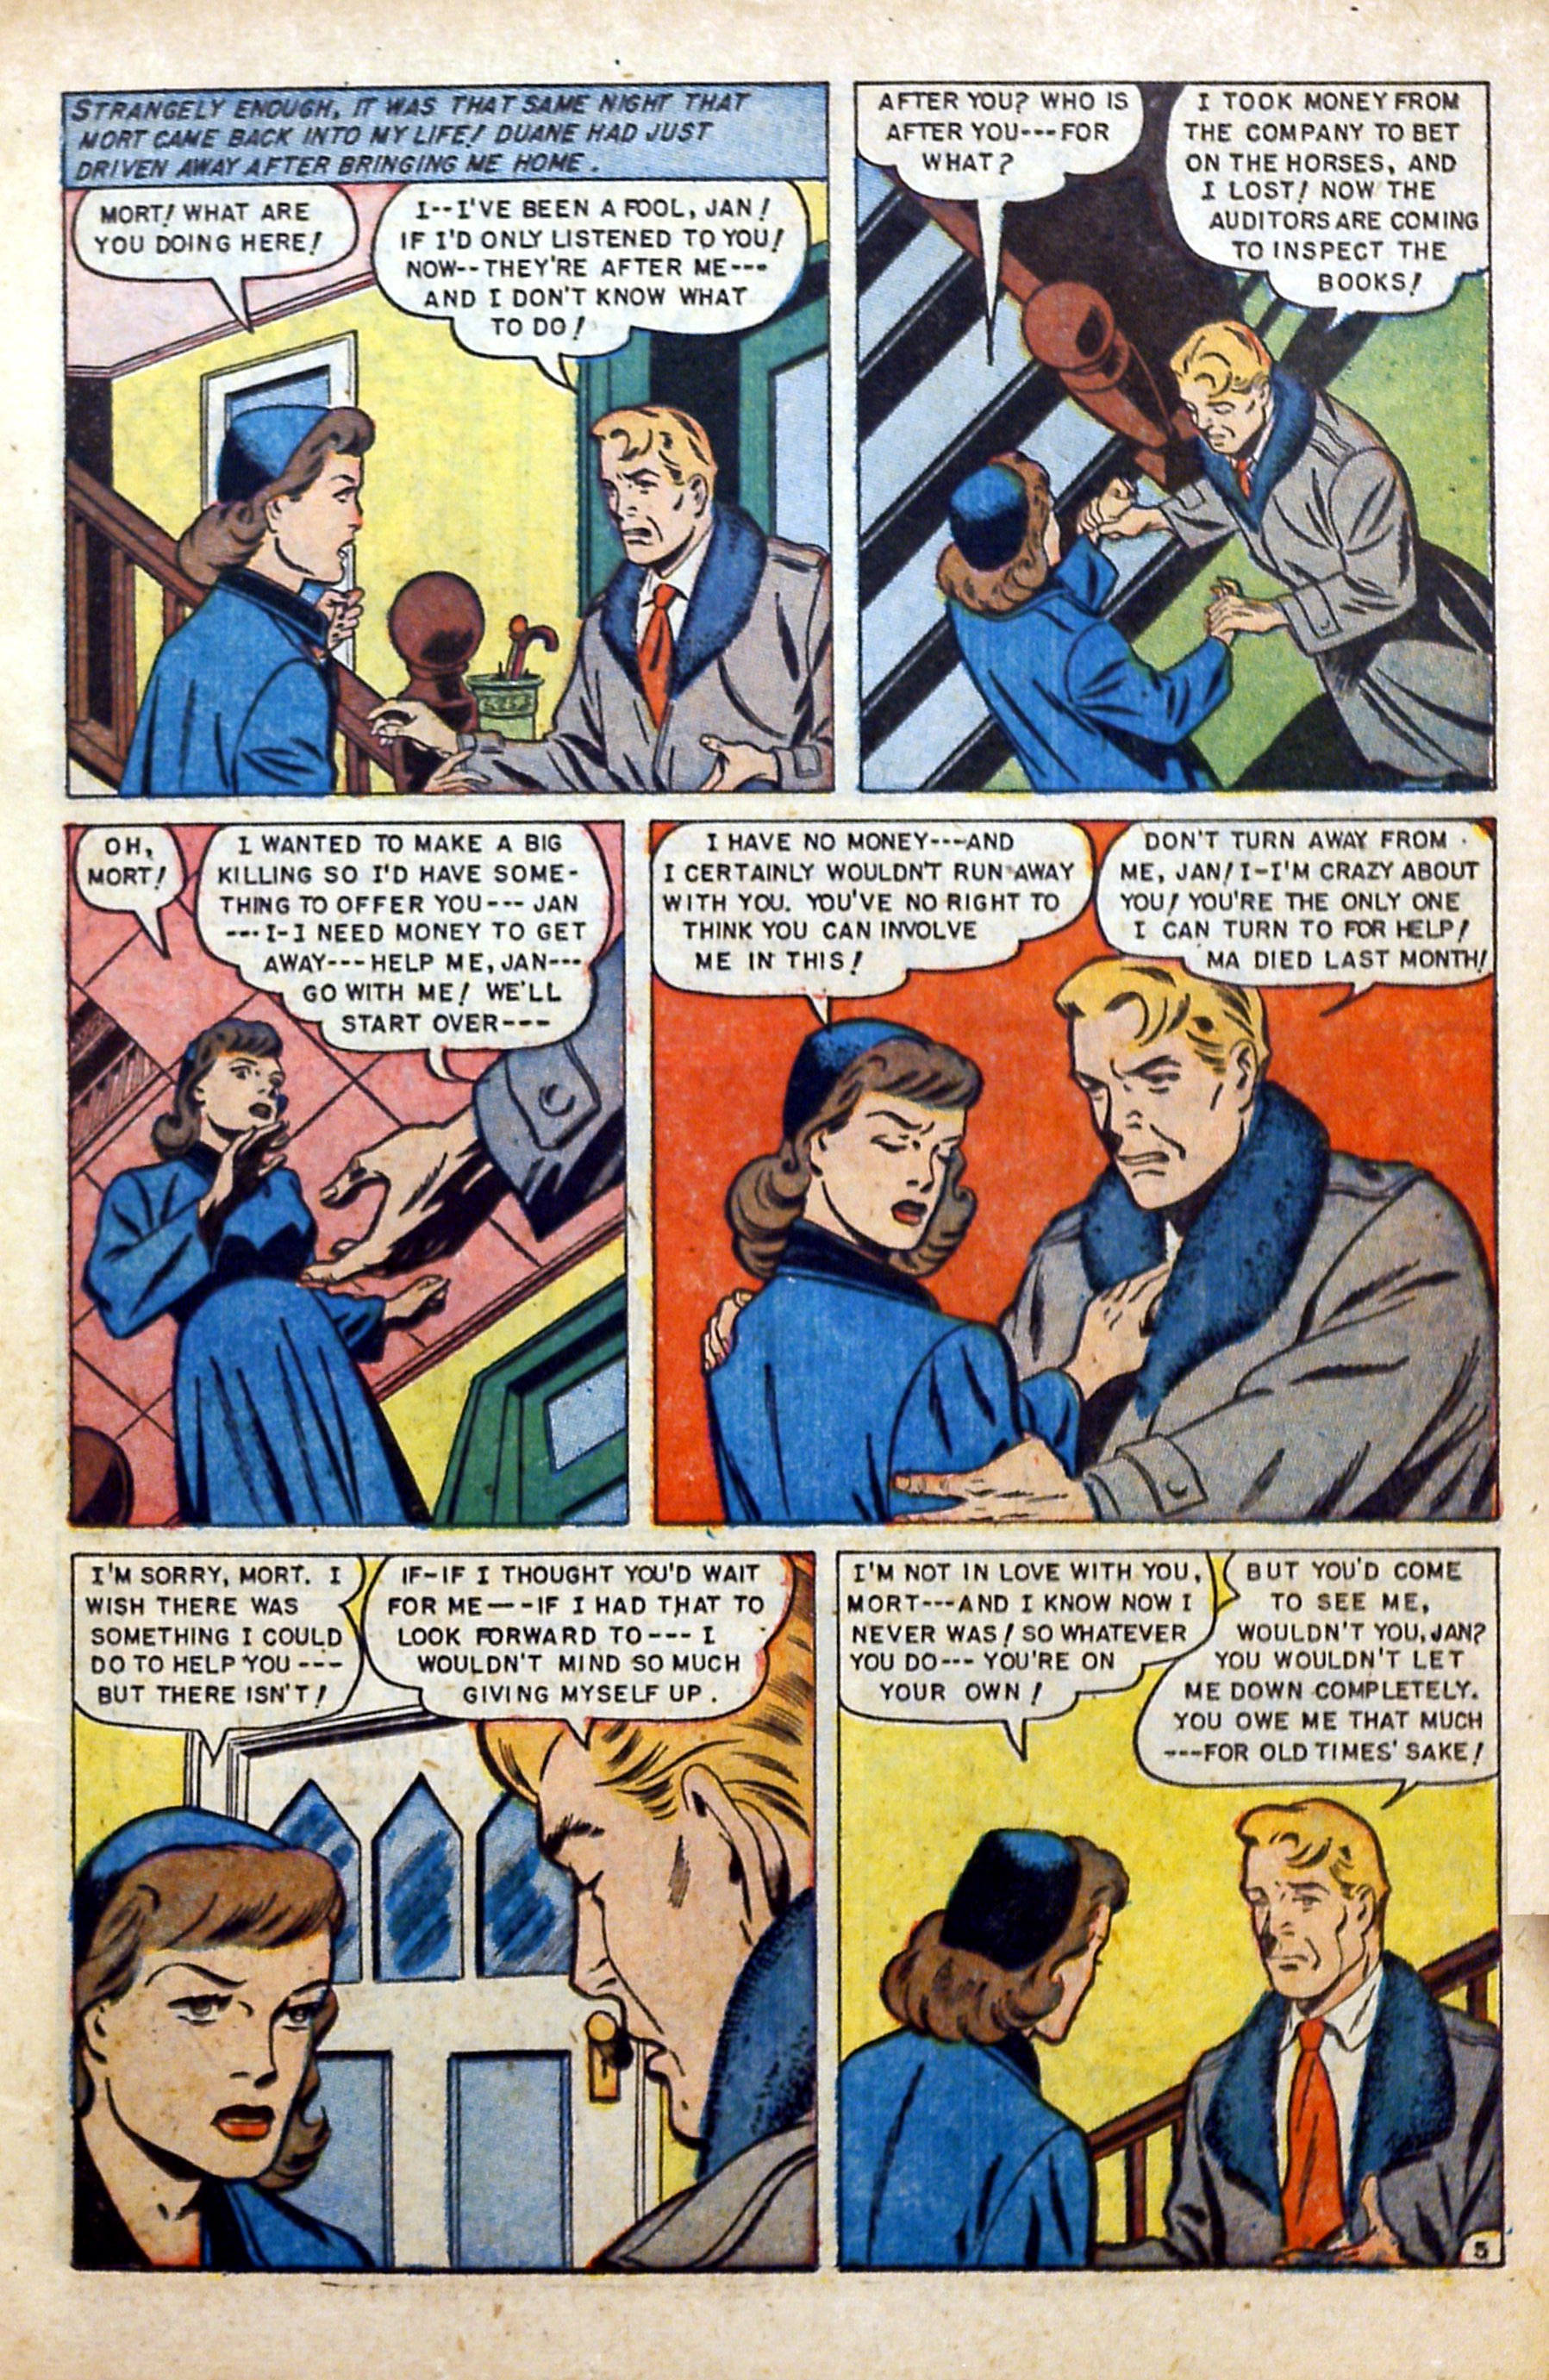 STRANGELY ENOUGH, IT WAS THAT SAME NIGHT THAT
MORT CAME BACK INTO MY LIFE! DUANE HAD JUST
DRIVEN AWAY AFTER BRINGING ME HOME.
MORT! WHAT ARE
YOU DOING HERE!
I--I'VE BEEN A FOOL, JAN!
IF I'D ONLY LISTENED TO YOU!
NOW--THEY'RE AFTER ME---
AND I DON'T KNOW WHAT
TO DO!
AFTER YOU? WHO IS
AFTER YOU---FOR
WHAT?
I TOOK MONEY FROM
THE COMPANY TO BET
ON THE HORSES, AND
I LOST! NOW THE
AUDITORS ARE COMING
TO INSPECT THE
BOOKS!
OH,
MORT!
I WANTED TO MAKE A BIG
KILLING SO I'D HAVE SOME-
THING TO OFFER YOU--- JAN
---I-I NEED MONEY TO GET
AWAY---HELP ME, JAN---
GO WITH ME! WE'LL
START OVER---
I HAVE NO MONEY---AND
I CERTAINLY WOULDN'T RUN AWAY
WITH YOU. YOU'VE NO RIGHT TO
THINK YOU CAN INVOLVE
ME IN THIS!
DON'T TURN AWAY FROM
ME, JAN! I-I'M CRAZY ABOUT
YOU! YOU'RE THE ONLY ONE
I CAN TURN TO FOR HELP!
MA DIED LAST MONTH!
I'M SORRY, MORT. I
WISH THERE WAS
SOMETHING I COULD
DO TO HELP YOU---
BUT THERE ISN'T!
IF-IF I THOUGHT YOU'D WAIT
FOR ME---IF I HAD THAT TO
LOOK FORWARD TO--- I
WOULDN'T MIND SO MUCH
GIVING MYSELF UP.
I'M NOT IN LOVE WITH YOU,
MORT---AND I KNOW NOW I
NEVER WAS! SO WHATEVER
YOU DO--- YOU'RE ON
YOUR OWN!
BUT YOU'D COME
TO SEE ME,
WOULDN'T YOU, JAN?
YOU WOULDN'T LET
ME DOWN COMPLETELY.
YOU OWE ME THAT MUCH
---FOR OLD TIMES' SAKE!
5